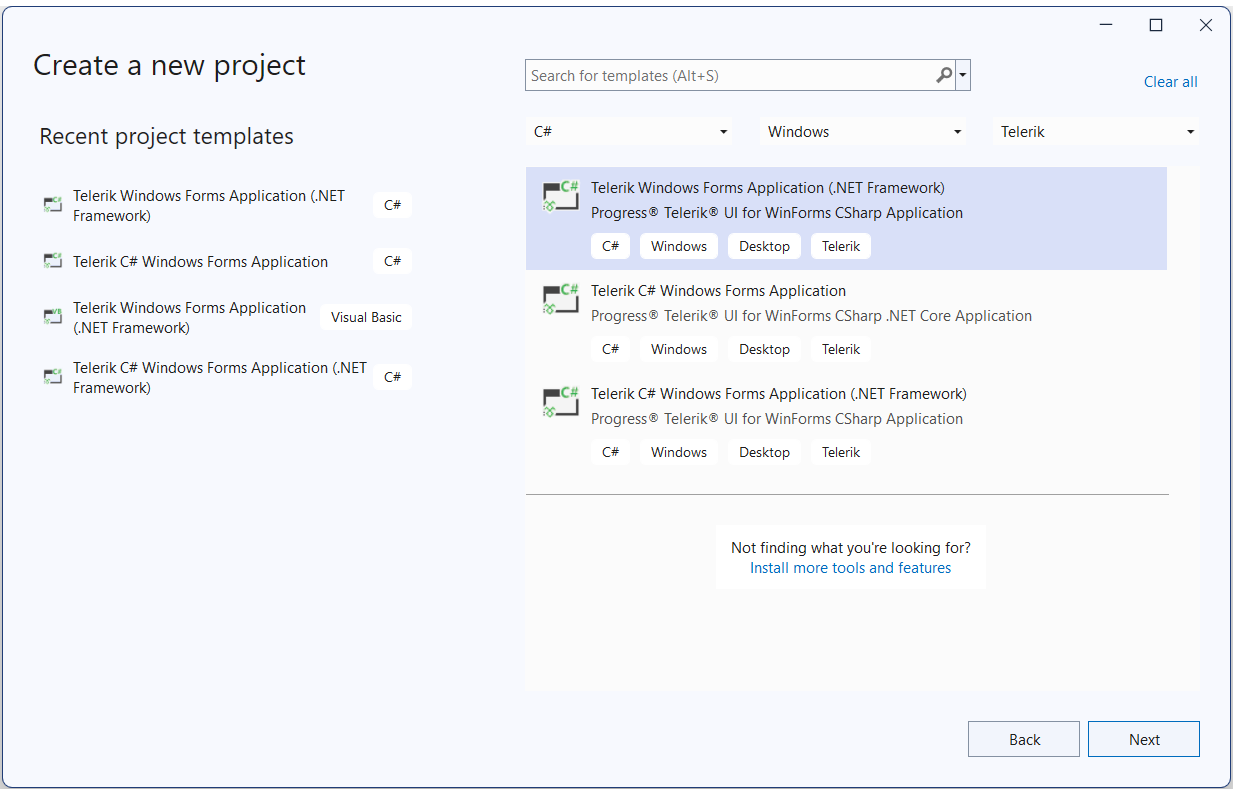 Create a new project
Search for templates (Alt+S)
Clear all
Recent project templates
C#
Windows
Telerik
Telerik Windows Forms Application (.NET
Framework)
C#
Telerik C# Windows Forms Application
C#
Telerik Windows Forms Application
(.NET Framework)
Visual Basic
Telerik C# Windows Forms Application (.NET
Framework)
C#
Telerik Windows Forms Application (.NET Framework)
Progress® Telerik® UI for WinForms CSharp Application
C# Windows Desktop Telerik
Telerik C# Windows Forms Application
Progress® Telerik® UI for WinForms CSharp .NET Core Application
C# Windows Desktop Telerik
Telerik C# Windows Forms Application (.NET Framework)
Progress® Telerik® UI for WinForms CSharp Application
C# Windows Desktop Telerik
Not finding what you're looking for?
Install more tools and features
Back
Next